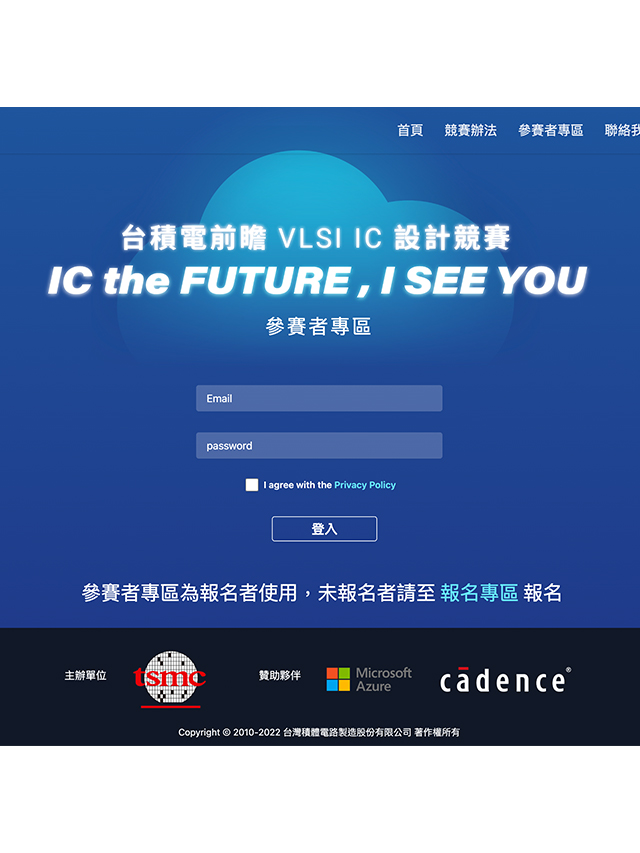 首頁 競賽辦法 參賽者專區 聯絡
台積電前瞻 VLSI IC 設計競賽
IC the FUTURE , I SEE YOU
參賽者專區
Email
password
I agree with the Privacy Policy
登入
參賽者專區為報名者使用，未報名者請至 報名專區 報名
主辦單位 tsmc 贊助夥伴 Microsoft Azure cādence®
Copyright © 2010-2022 台灣積體電路製造股份有限公司 著作權所有